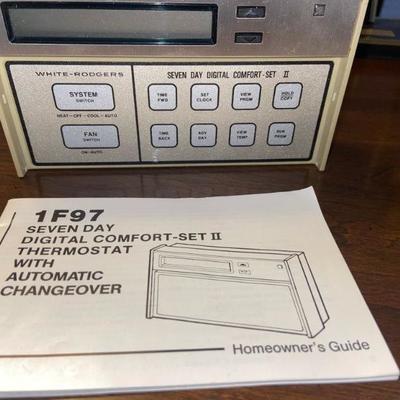 WHITE-RODGERS
SEVEN DAY DIGITAL COMFORT-SET II
SYSTEM
SWITCH
HEAT-OFF-COOL-AUTO
FAN
SWITCH
ON-AUTO
TIME
FWD
SET
CLOCK
VIEW
PRGM
HOLD
COPY
TIME
BACK
ADV
DAY
VIEW
TEMP
RUN
PRGM
1F97
SEVEN DAY
DIGITAL COMFORT-SET II
THERMOSTAT
WITH
AUTOMATIC
CHANGEOVER
Homeowner's Guide